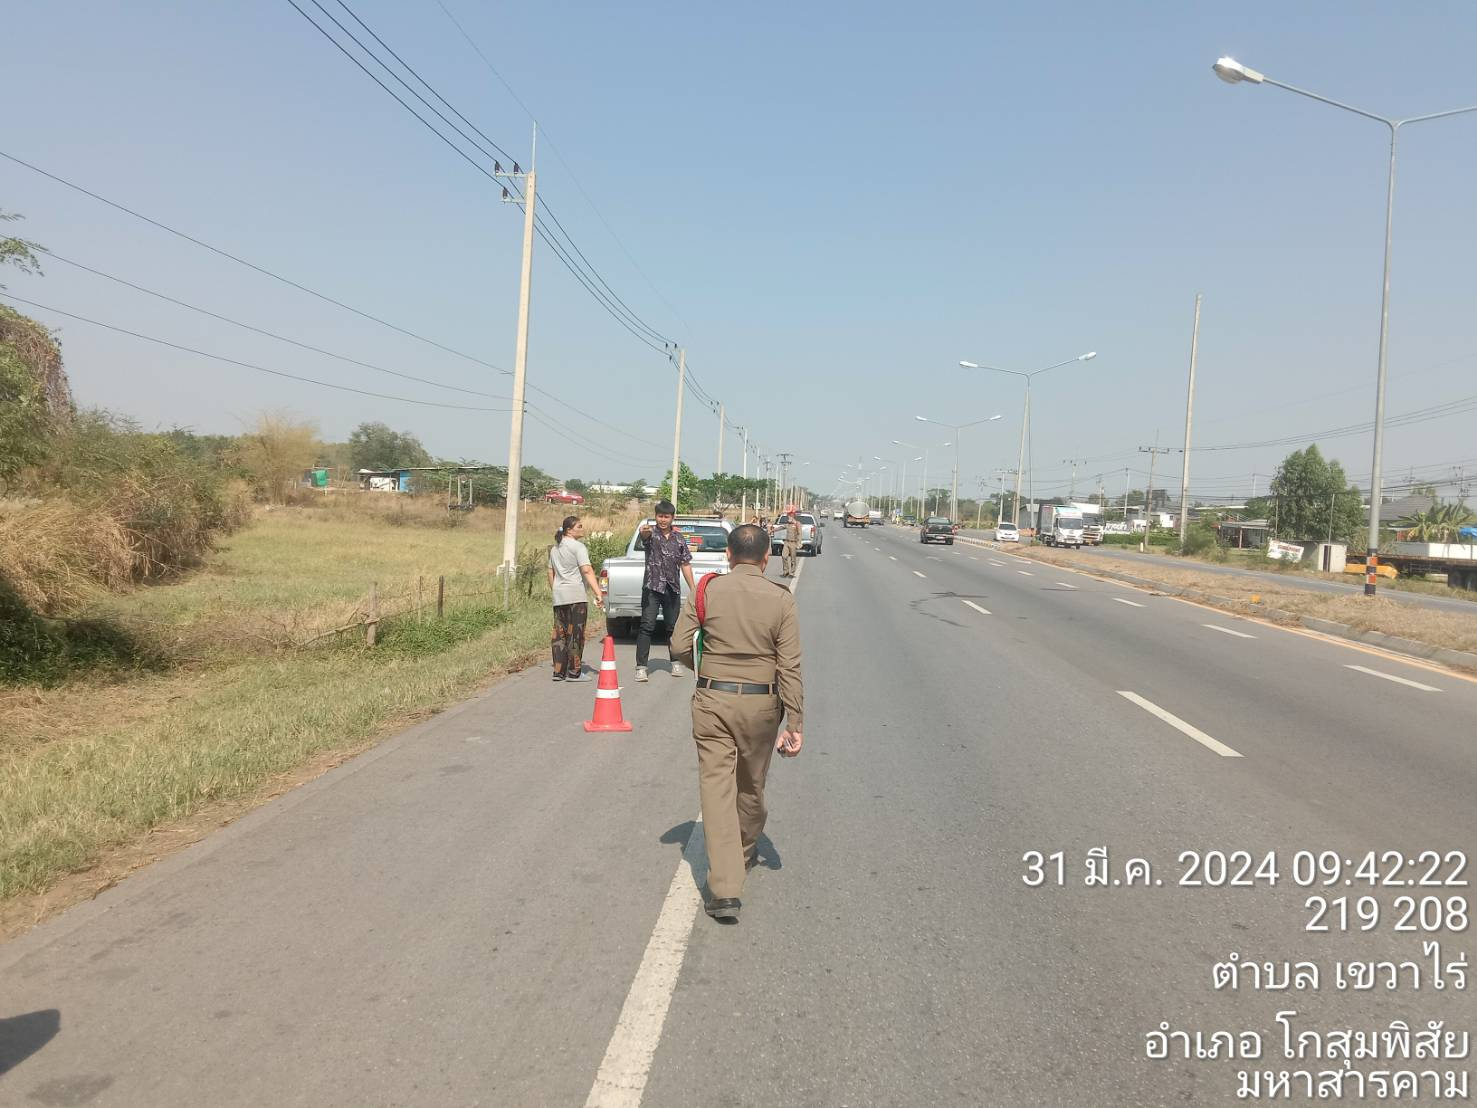 31 มี.ค. 2024 09:42:22
219 208
ตำบล เขวาไร่
อำเภอ โกสุมพิสัย
มหาสารคาม